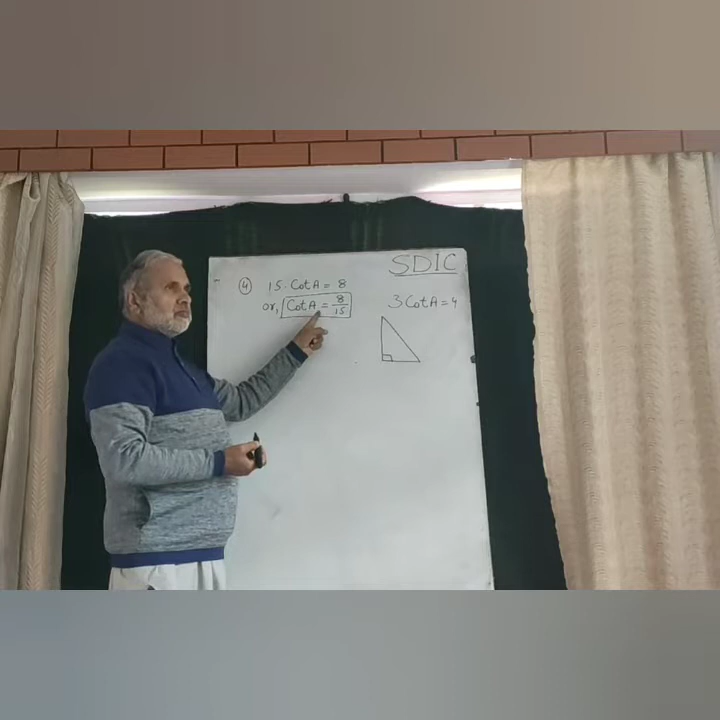 SDIC
④ 15. Cot A = 8
or, Cot A = 8/15
3 Cot A = 4